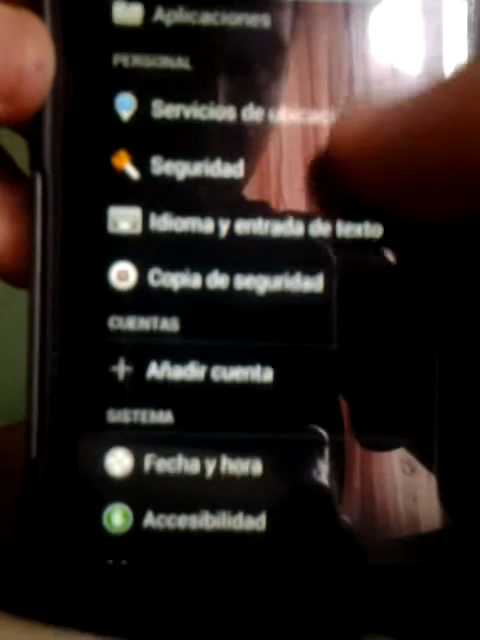 Aplicaciones
PERSONAL
Servicios de ubicaci
Seguridad
Idioma y entrada de texto
Copia de seguridad
CUENTAS
Añadir cuenta
SISTEMA
Fecha y hora
Accesibilidad